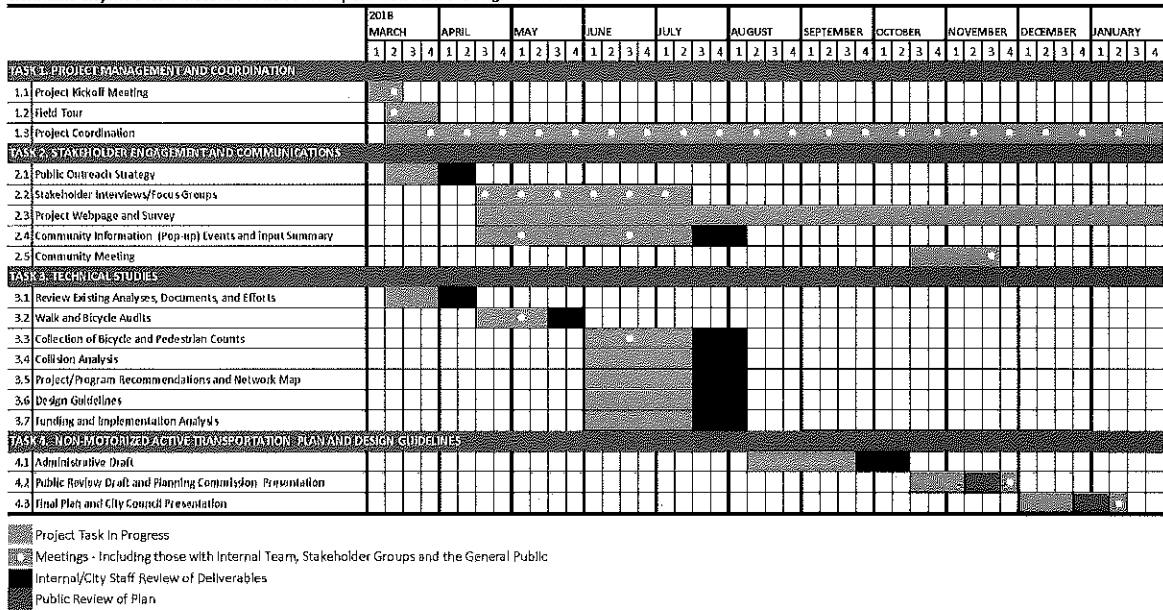 2018
MARCH APRIL MAY JUNE JULY AUGUST SEPTEMBER OCTOBER NOVEMBER DECEMBER JANUARY
1 2 3 4 1 2 3 4 1 2 3 4 1 2 3 4 1 2 3 4 1 2 3 4 1 2 3 4 1 2 3 4 1 2 3 4 1 2 3 4 1 2 3 4
TASK 1. PROJECT MANAGEMENT AND COORDINATION
1.1 Project Kickoff Meeting
1.2 Field Tour
1.3 Project Coordination
TASK 2. STAKEHOLDER ENGAGEMENT AND COMMUNICATIONS
2.1 Public Outreach Strategy
2.2 Stakeholder Interviews/Focus Groups
2.3 Project Webpage and Survey
2.4 Community Information (Pop-up) Events and Input Summary
2.5 Community Meeting
TASK 3. TECHNICAL STUDIES
3.1 Review Existing Analyses, Documents, and Efforts
3.2 Walk and Bicycle Audits
3.3 Collection of Bicycle and Pedestrian Counts
3.4 Collision Analysis
3.5 Project/Program Recommendations and Network Map
3.6 Design Guidelines
3.7 Funding and Implementation Analysis
TASK 4. NON-MOTORIZED ACTIVE TRANSPORTATION PLAN AND DESIGN GUIDELINES
4.1 Administrative Draft
4.2 Public Review Draft and Planning Commission Presentation
4.3 Final Plan and City Council Presentation
Project Task In Progress
Meetings - Including those with Internal Team, Stakeholder Groups and the General Public
Internal/City Staff Review of Deliverables
Public Review of Plan